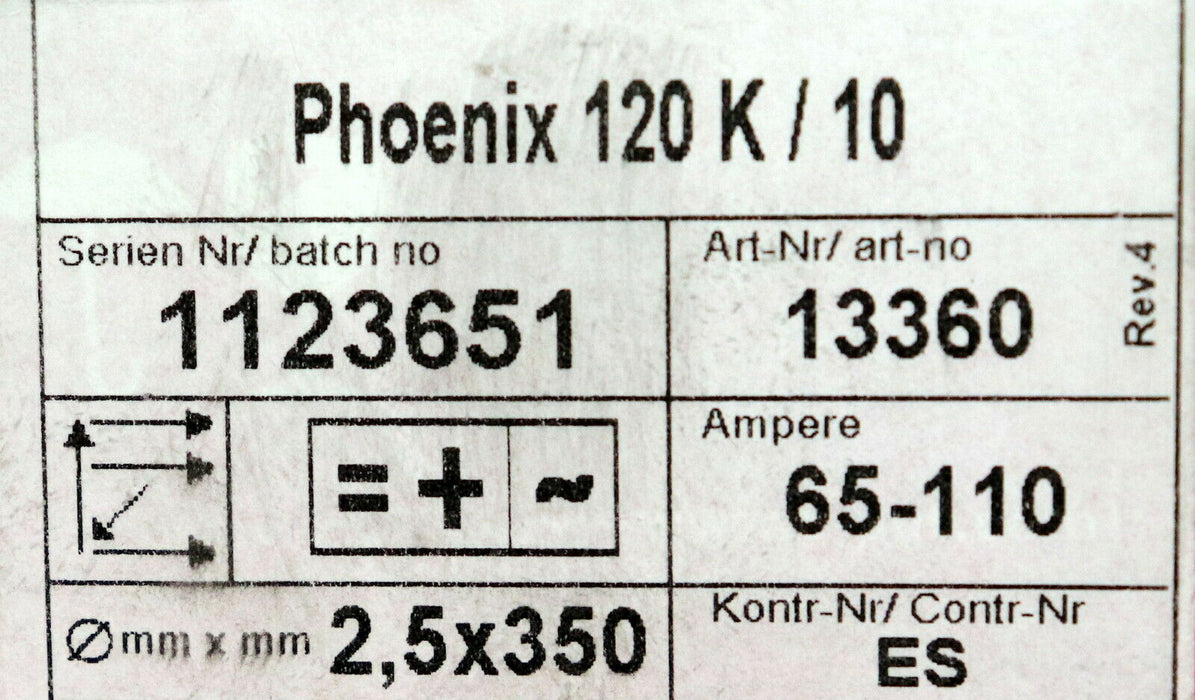 Phoenix 120 K / 10
Serien Nr/ batch no
1123651
Art-Nr/ art-no
13360
Rev.4
= + ~
Ampere
65-110
Ømm x mm 2,5x350
Kontr-Nr/ Contr-Nr
ES